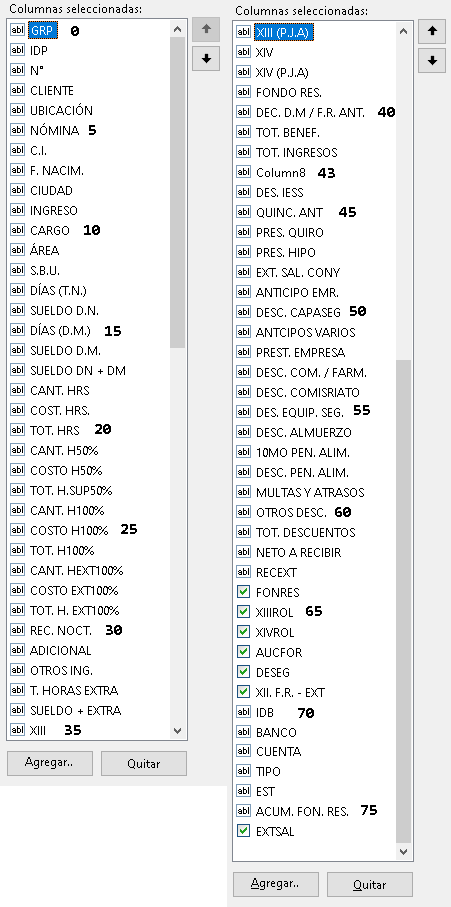 Columnas seleccionadas:
abl GRP 0
abl IDP
abl N°
abl CLIENTE
abl UBICACIÓN
abl NÓMINA 5
abl C.I.
abl F. NACIM.
abl CIUDAD
abl INGRESO
abl CARGO 10
abl ÁREA
abl S.B.U.
abl DÍAS (T.N.)
abl SUELDO D.N.
abl DÍAS (D.M.) 15
abl SUELDO D.M.
abl SUELDO DN + DM
abl CANT. HRS
abl COST. HRS.
abl TOT. HRS 20
abl CANT. H50%
abl COSTO H50%
abl TOT. H.SUP50%
abl CANT. H100%
abl COSTO H100% 25
abl TOT. H100%
abl CANT. HEXT100%
abl COSTO EXT100%
abl TOT. H. EXT100%
abl REC. NOCT. 30
abl ADICIONAL
abl OTROS ING.
abl T. HORAS EXTRA
abl SUELDO + EXTRA
abl XIII 35
Agregar..
Quitar
Columnas seleccionadas:
abl XIII (P.J.A)
abl XIV
abl XIV (P.J.A)
abl FONDO RES.
abl DEC. D.M / F.R. ANT. 40
abl TOT. BENEF.
abl TOT. INGRESOS
abl Column8 43
abl DES. IESS
abl QUINC. ANT 45
abl PRES. QUIRO
abl PRES. HIPO
abl EXT. SAL. CONY
abl ANTICIPO EMR.
abl DESC. CAPASEG 50
abl ANTCIPOS VARIOS
abl PREST. EMPRESA
abl DESC. COM. / FARM.
abl DESC. COMISRIATO
abl DES. EQUIP. SEG. 55
abl DESC. ALMUERZO
abl 10MO PEN. ALIM.
abl DESC. PEN. ALIM.
abl MULTAS Y ATRASOS
abl OTROS DESC. 60
abl TOT. DESCUENTOS
abl NETO A RECIBIR
abl RECEXT
FONRES
XIIIROL 65
XIVROL
AUCFOR
DESEG
XII. F.R. - EXT
abl IDB 70
abl BANCO
abl CUENTA
abl TIPO
abl EST
abl ACUM. FON. RES. 75
EXTSAL
Agregar..
Quitar